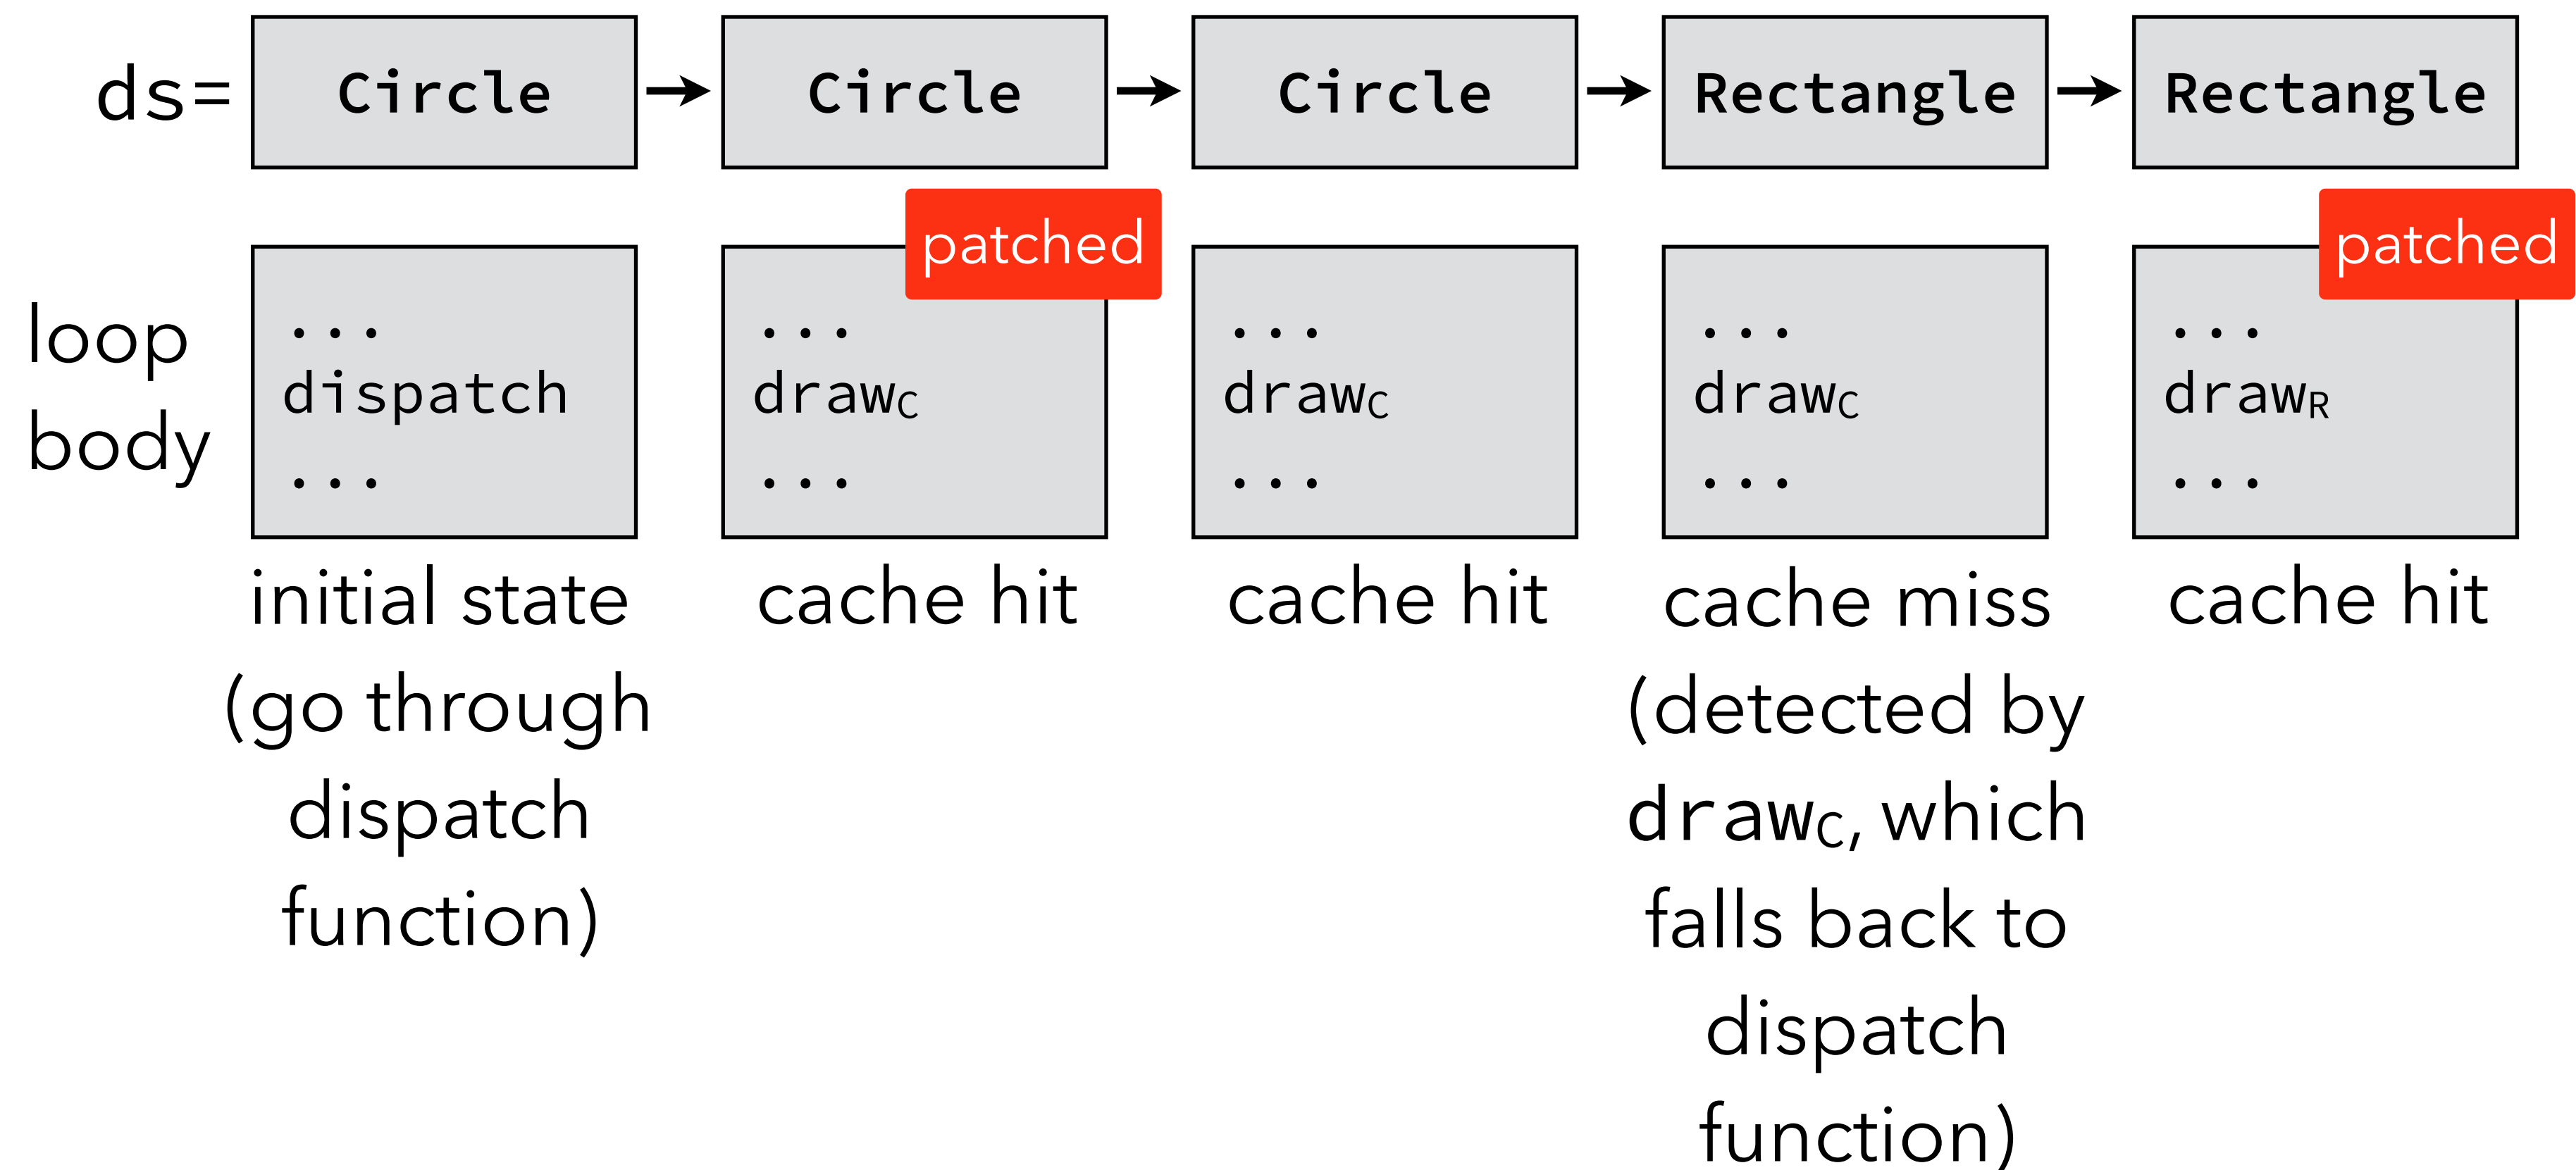 ds= Circle Circle Circle Rectangle Rectangle
patched patched
loop
body
... ... ... ... ...
dispatch drawC drawC drawC drawR
... ... ... ... ...
initial state cache hit cache hit cache miss cache hit
(go through
dispatch
function)
(detected by
drawC, which
falls back to
dispatch
function)